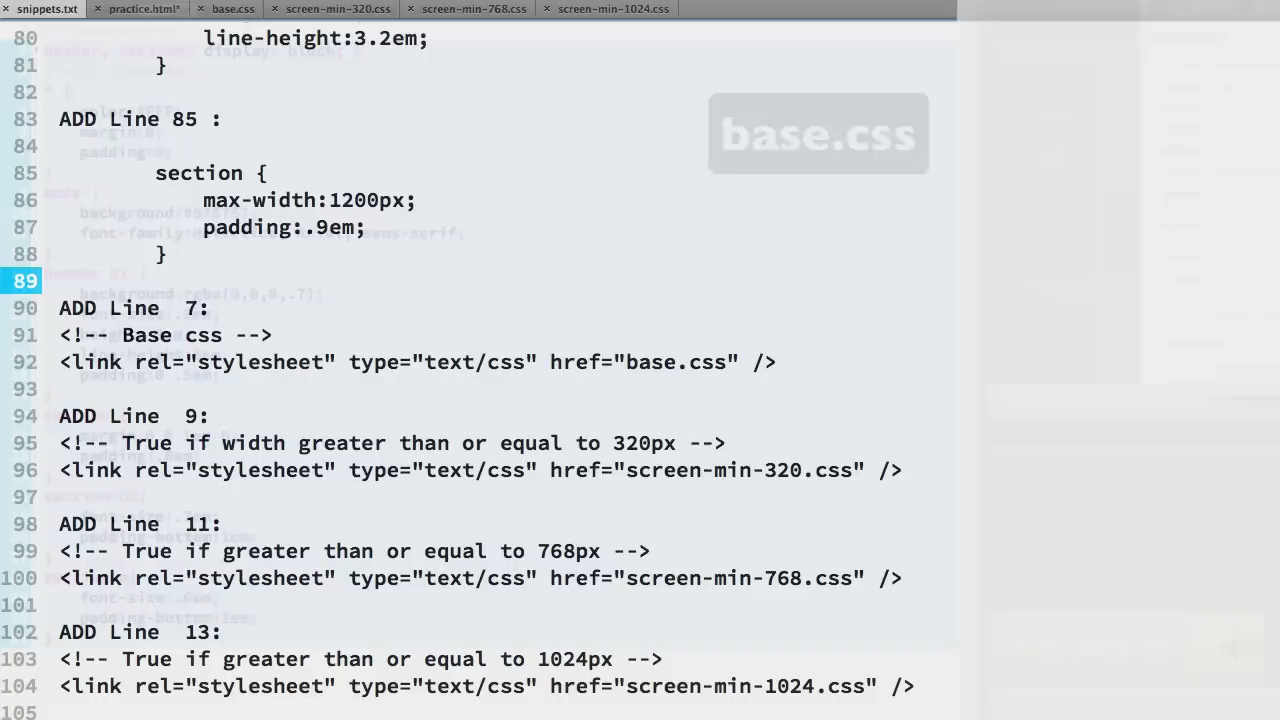 snippets.txt × practice.html* × base.css × screen-min-320.css × screen-min-768.css × screen-min-1024.css
80 line-height:3.2em;
81 }
82
83 ADD Line 85 :
84
base.css
85 section {
86 max-width:1200px;
87 padding:.9em;
88 }
89
90 ADD Line 7:
91 <!-- Base css -->
92 <link rel="stylesheet" type="text/css" href="base.css" />
93
94 ADD Line 9:
95 <!-- True if width greater than or equal to 320px -->
96 <link rel="stylesheet" type="text/css" href="screen-min-320.css" />
97
98 ADD Line 11:
99 <!-- True if greater than or equal to 768px -->
100 <link rel="stylesheet" type="text/css" href="screen-min-768.css" />
101
102 ADD Line 13:
103 <!-- True if greater than or equal to 1024px -->
104 <link rel="stylesheet" type="text/css" href="screen-min-1024.css" />
105